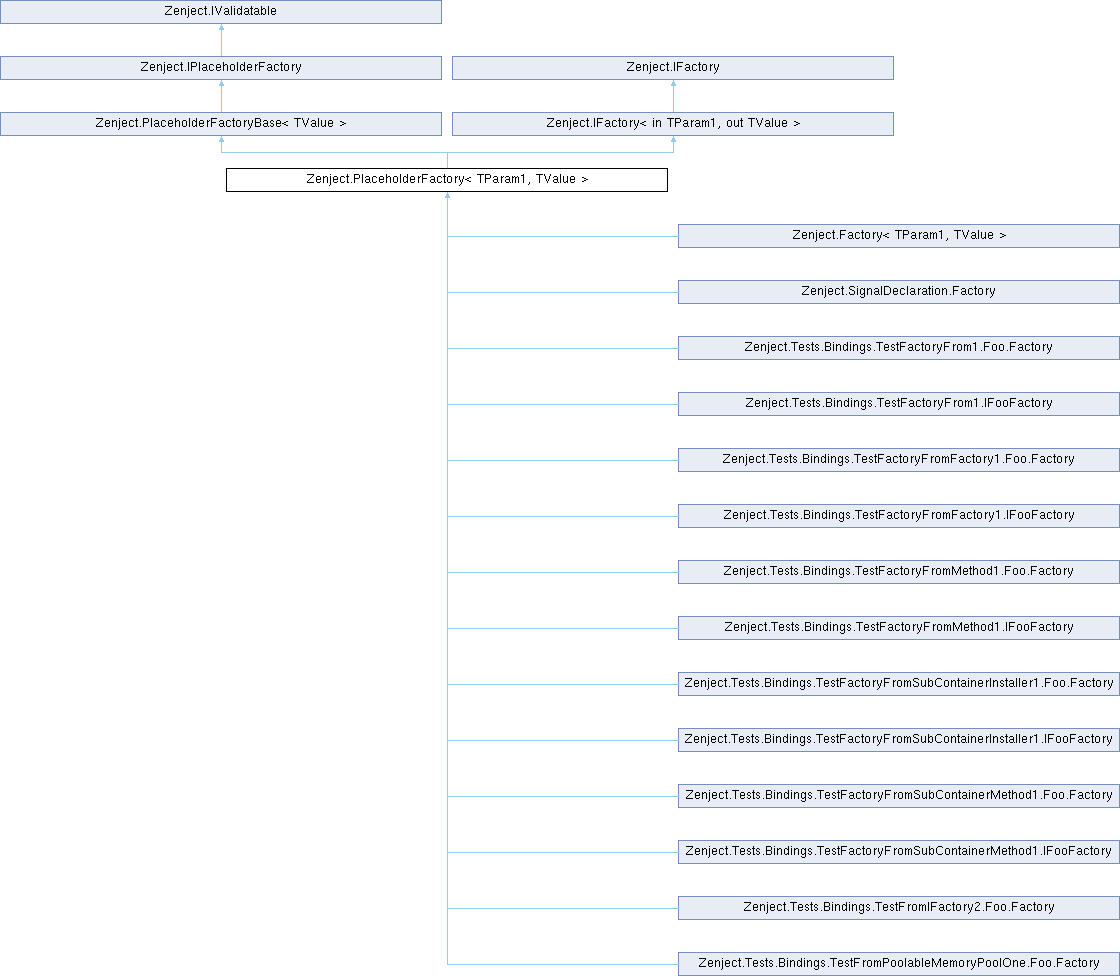 Zenject.IValidatable
Zenject.IPlaceholderFactory
Zenject.IFactory
Zenject.PlaceholderFactoryBase< TValue >
Zenject.IFactory< in TParam1, out TValue >
Zenject.PlaceholderFactory< TParam1, TValue >
Zenject.Factory< TParam1, TValue >
Zenject.SignalDeclaration.Factory
Zenject.Tests.Bindings.TestFactoryFrom1.Foo.Factory
Zenject.Tests.Bindings.TestFactoryFrom1.IFooFactory
Zenject.Tests.Bindings.TestFactoryFromFactory1.Foo.Factory
Zenject.Tests.Bindings.TestFactoryFromFactory1.IFooFactory
Zenject.Tests.Bindings.TestFactoryFromMethod1.Foo.Factory
Zenject.Tests.Bindings.TestFactoryFromMethod1.IFooFactory
Zenject.Tests.Bindings.TestFactoryFromSubContainerInstaller1.Foo.Factory
Zenject.Tests.Bindings.TestFactoryFromSubContainerInstaller1.IFooFactory
Zenject.Tests.Bindings.TestFactoryFromSubContainerMethod1.Foo.Factory
Zenject.Tests.Bindings.TestFactoryFromSubContainerMethod1.IFooFactory
Zenject.Tests.Bindings.TestFromIFactory2.Foo.Factory
Zenject.Tests.Bindings.TestFromPoolableMemoryPoolOne.Foo.Factory